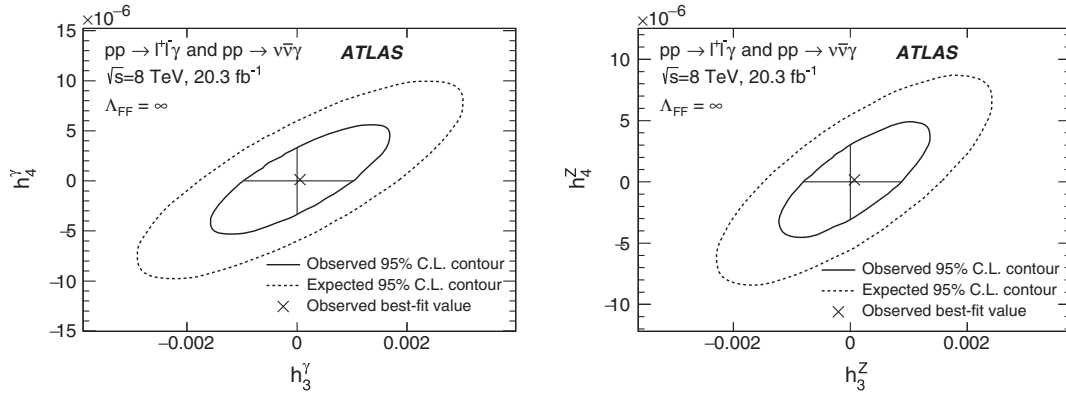 ×10⁻⁶
15
10
5
0
−5
−10
−15
h₄^γ
pp → l⁺l⁻γ and pp → νν̄γ
ATLAS
√s=8 TeV, 20.3 fb⁻¹
Λ_FF = ∞
Observed 95% C.L. contour
Expected 95% C.L. contour
Observed best-fit value
−0.002 0 0.002
h₃^γ
×10⁻⁶
10
5
0
−5
−10
h₄^Z
pp → l⁺l⁻γ and pp → νν̄γ
ATLAS
√s=8 TeV, 20.3 fb⁻¹
Λ_FF = ∞
Observed 95% C.L. contour
Expected 95% C.L. contour
Observed best-fit value
−0.002 0 0.002
h₃^Z